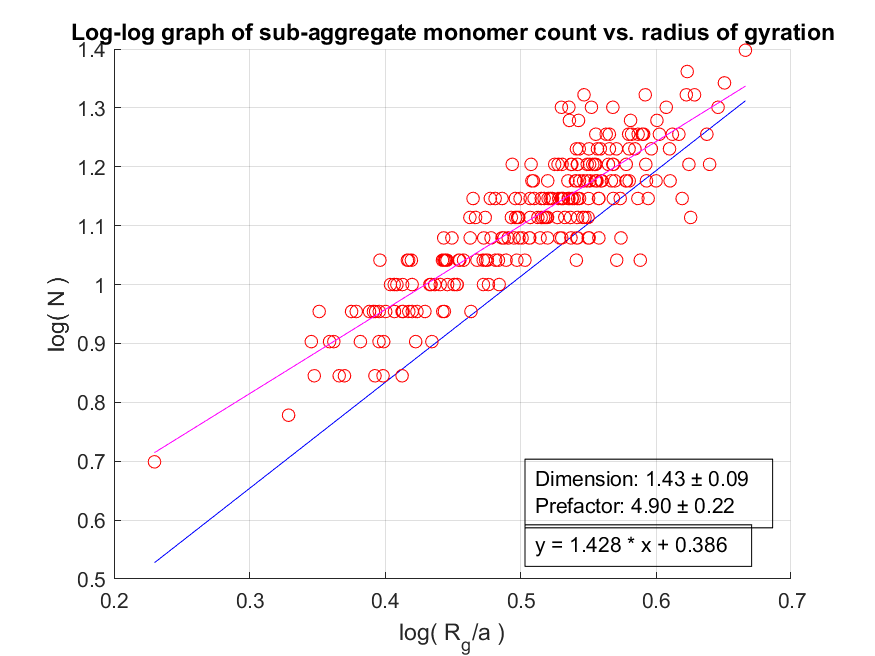 Log-log graph of sub-aggregate monomer count vs. radius of gyration
1.4
1.3
1.2
1.1
1
0.9
0.8
0.7
0.6
0.5
log( N )
Dimension: 1.43 ± 0.09
Prefactor: 4.90 ± 0.22
y = 1.428 * x + 0.386
0.2 0.3 0.4 0.5 0.6 0.7
log( R_g/a )